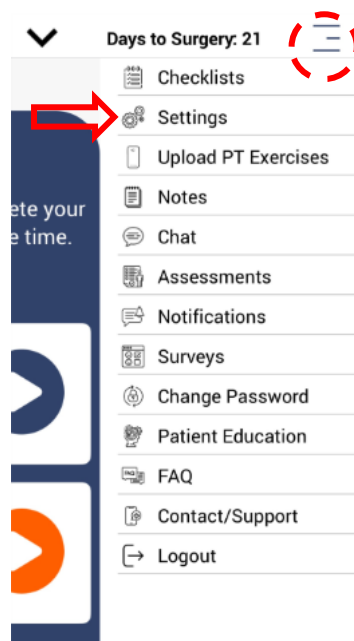 Days to Surgery: 21
Checklists
Settings
Upload PT Exercises
ete your
Notes
e time.
Chat
Assessments
Notifications
Surveys
Change Password
Patient Education
FAQ
FAQ
Contact/Support
Logout